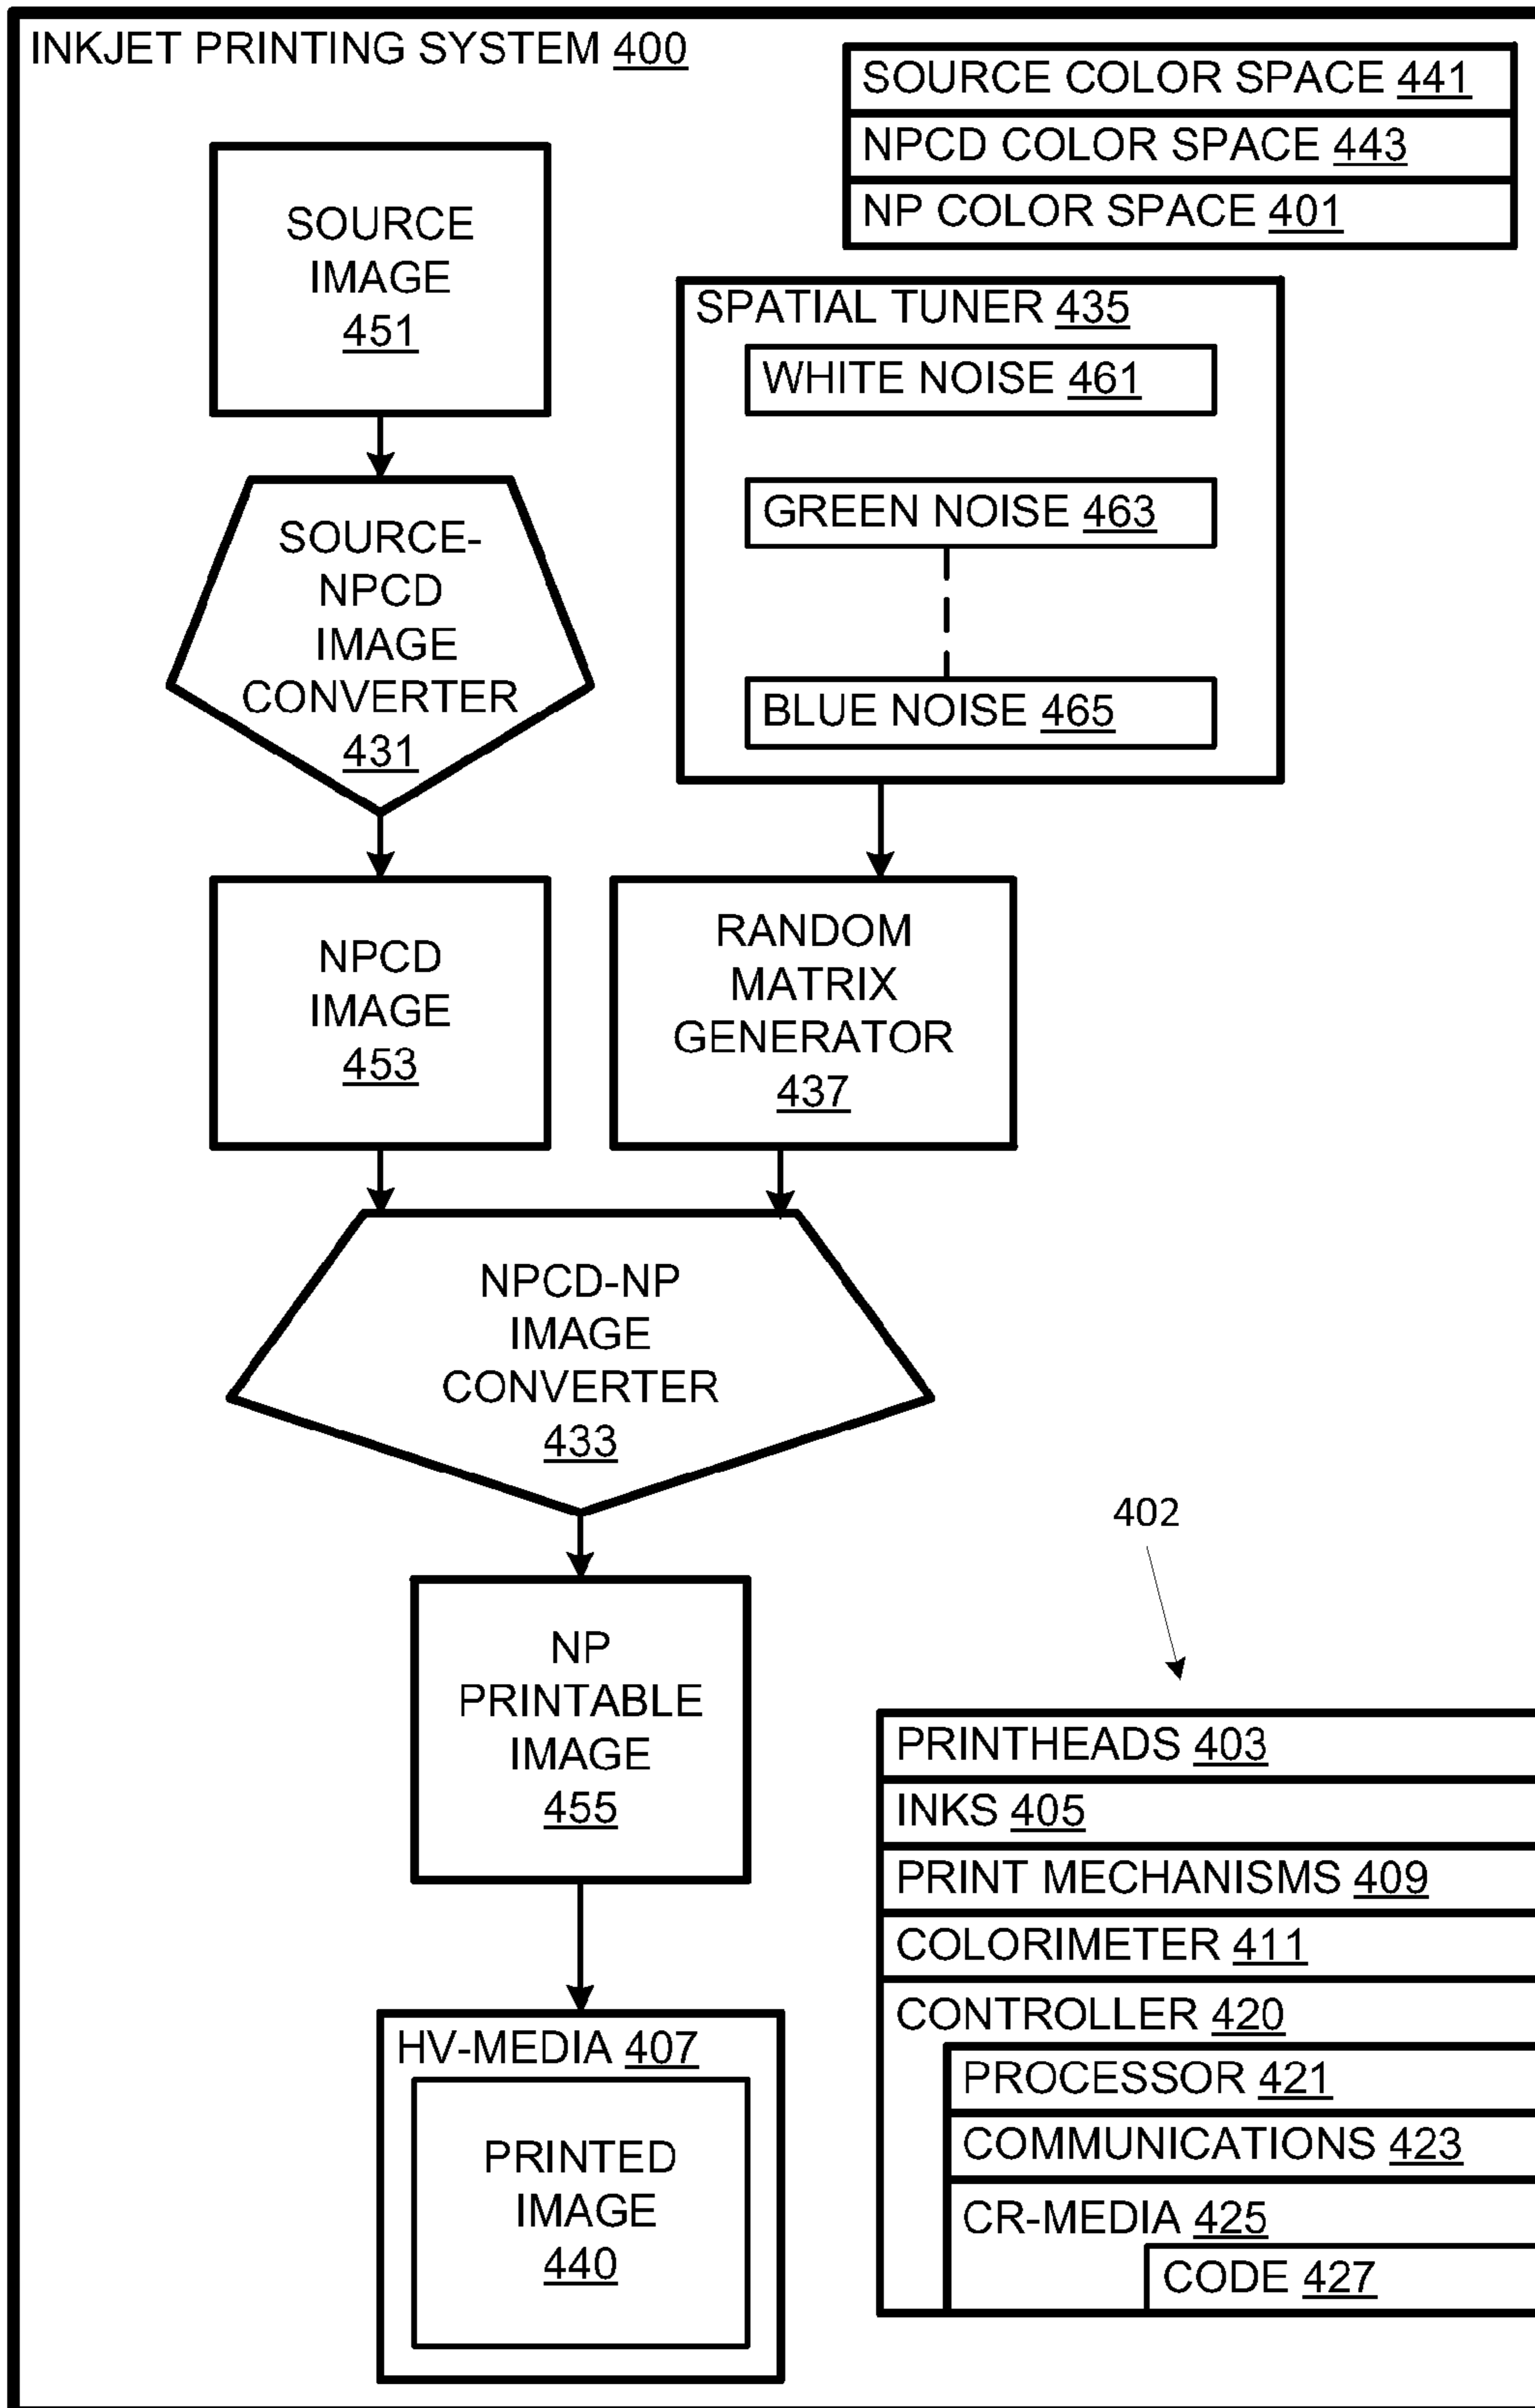 INKJET PRINTING SYSTEM 400
SOURCE COLOR SPACE 441
NPCD COLOR SPACE 443
NP COLOR SPACE 401
SOURCE
IMAGE
451
SPATIAL TUNER 435
WHITE NOISE 461
GREEN NOISE 463
BLUE NOISE 465
SOURCE-
NPCD
IMAGE
CONVERTER
431
NPCD
IMAGE
453
RANDOM
MATRIX
GENERATOR
437
NPCD-NP
IMAGE
CONVERTER
433
NP
PRINTABLE
IMAGE
455
402
PRINTHEADS 403
INKS 405
PRINT MECHANISMS 409
COLORIMETER 411
CONTROLLER 420
PROCESSOR 421
COMMUNICATIONS 423
CR-MEDIA 425
CODE 427
HV-MEDIA 407
PRINTED
IMAGE
440